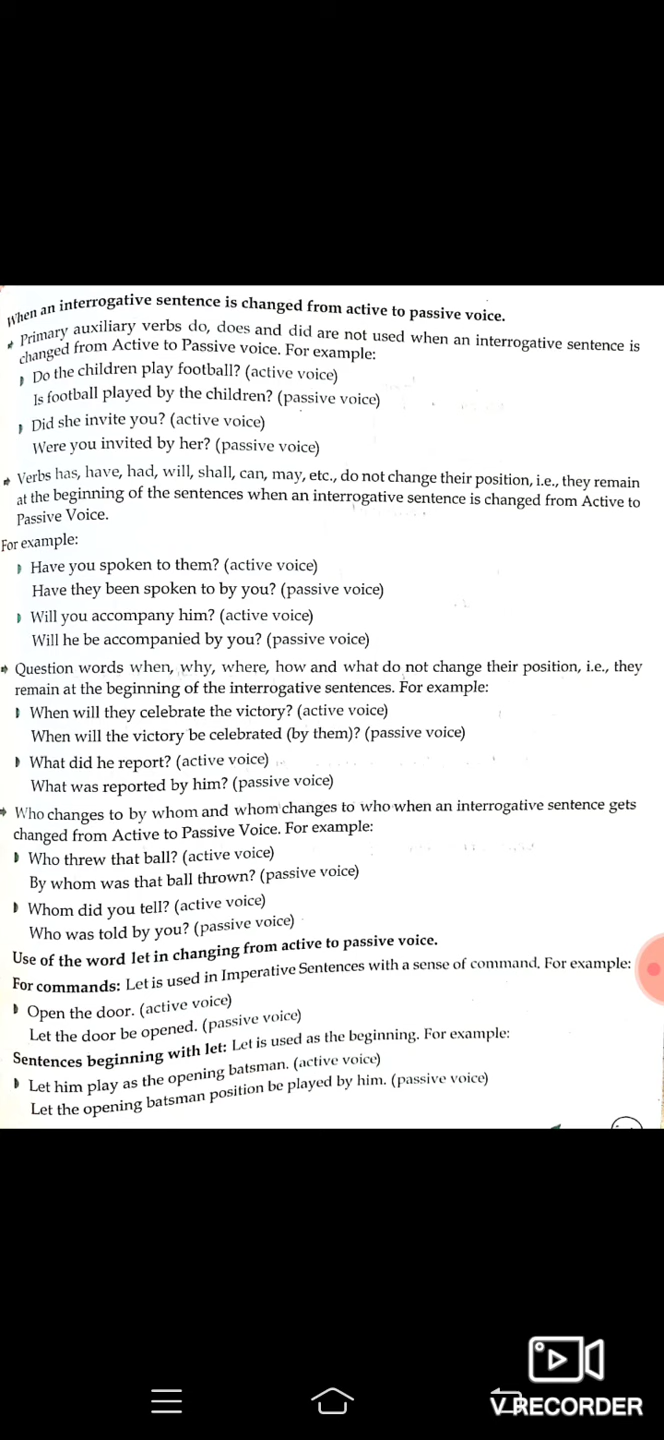 When an interrogative sentence is changed from active to passive voice.
Primary auxiliary verbs do, does and did are not used when an interrogative sentence is
changed from Active to Passive voice. For example:
Do the children play football? (active voice)
Is football played by the children? (passive voice)
Did she invite you? (active voice)
Were you invited by her? (passive voice)
Verbs has, have, had, will, shall, can, may, etc., do not change their position, i.e., they remain
at the beginning of the sentences when an interrogative sentence is changed from Active to
Passive Voice.
For example:
Have you spoken to them? (active voice)
Have they been spoken to by you? (passive voice)
Will you accompany him? (active voice)
Will he be accompanied by you? (passive voice)
Question words when, why, where, how and what do not change their position, i.e., they
remain at the beginning of the interrogative sentences. For example:
When will they celebrate the victory? (active voice)
When will the victory be celebrated (by them)? (passive voice)
What did he report? (active voice)
What was reported by him? (passive voice)
Who changes to by whom and whom changes to who when an interrogative sentence gets
changed from Active to Passive Voice. For example:
Who threw that ball? (active voice)
By whom was that ball thrown? (passive voice)
Whom did you tell? (active voice)
Who was told by you? (passive voice)
Use of the word let in changing from active to passive voice.
For commands: Let is used in Imperative Sentences with a sense of command. For example:
Open the door. (active voice)
Let the door be opened. (passive voice)
Sentences beginning with let: Let is used as the beginning. For example:
Let him play as the opening batsman. (active voice)
Let the opening batsman position be played by him. (passive voice)
V RECORDER